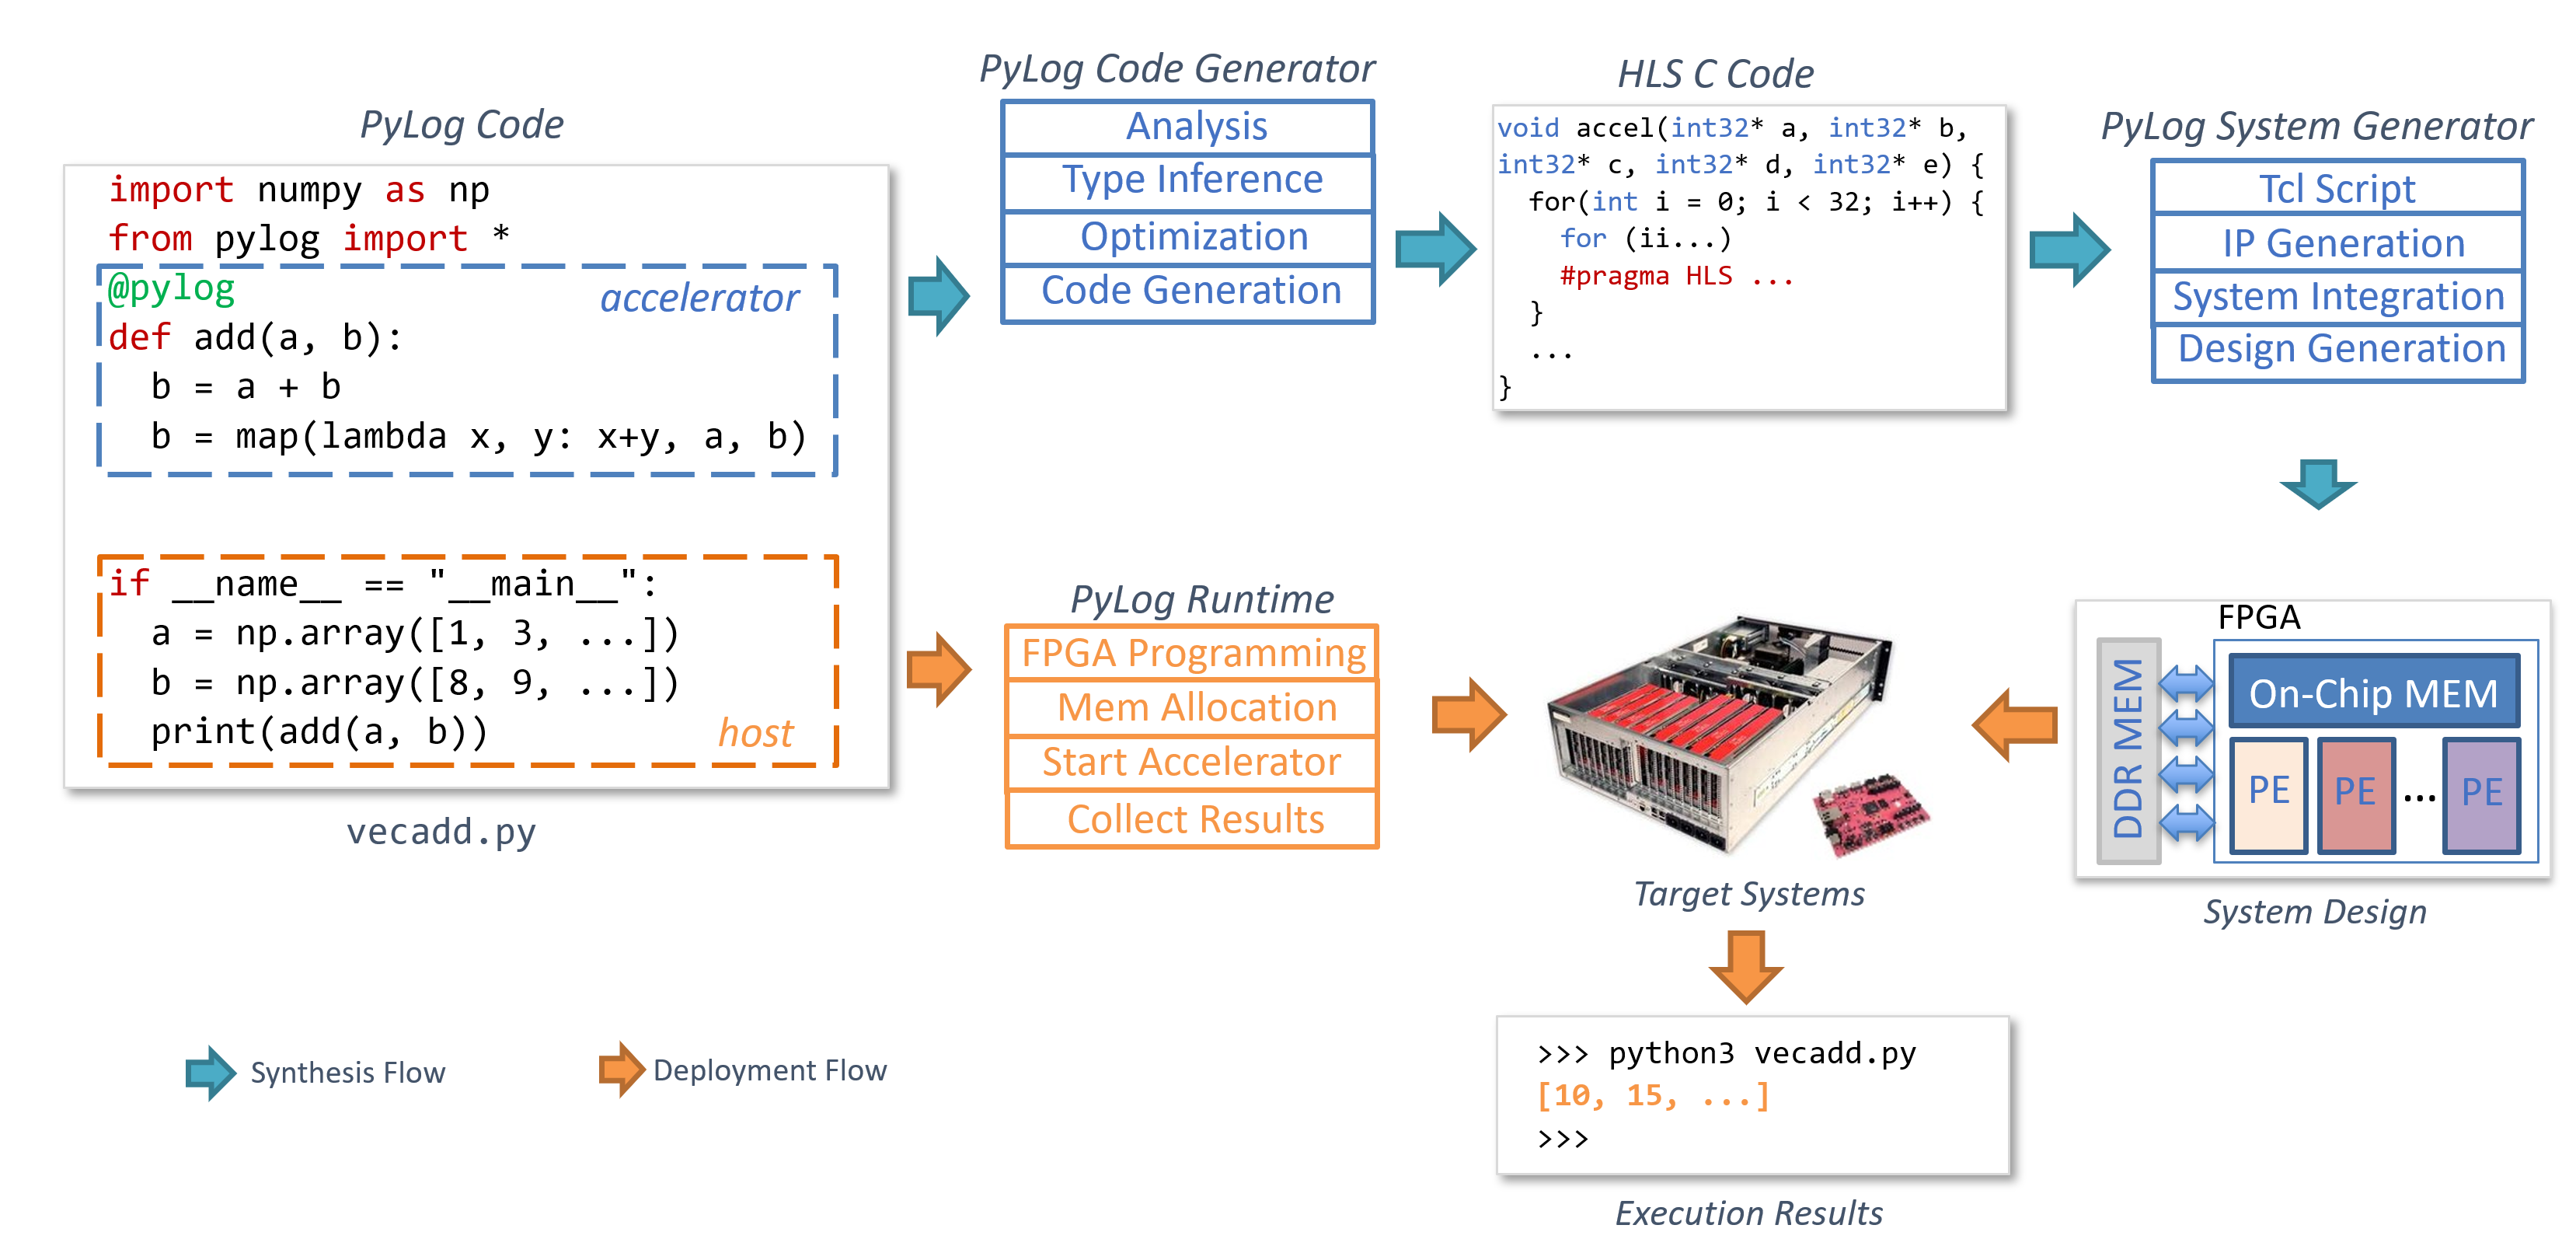 PyLog Code
import numpy as np
from pylog import *
@pylog
accelerator
def add(a, b):
  b = a + b
  b = map(lambda x, y: x+y, a, b)
if __name__ == "__main__":
  a = np.array([1, 3, ...])
  b = np.array([8, 9, ...])
  print(add(a, b))
host
vecadd.py
PyLog Code Generator
Analysis
Type Inference
Optimization
Code Generation
HLS C Code
void accel(int32* a, int32* b,
int32* c, int32* d, int32* e) {
  for(int i = 0; i < 32; i++) {
    for (ii...)
    #pragma HLS ...
  }
  ...
}
PyLog System Generator
Tcl Script
IP Generation
System Integration
Design Generation
PyLog Runtime
FPGA Programming
Mem Allocation
Start Accelerator
Collect Results
Target Systems
FPGA
DDR MEM
On-Chip MEM
PE PE ... PE
System Design
>>> python3 vecadd.py
[10, 15, ...]
>>>
Execution Results
Synthesis Flow
Deployment Flow